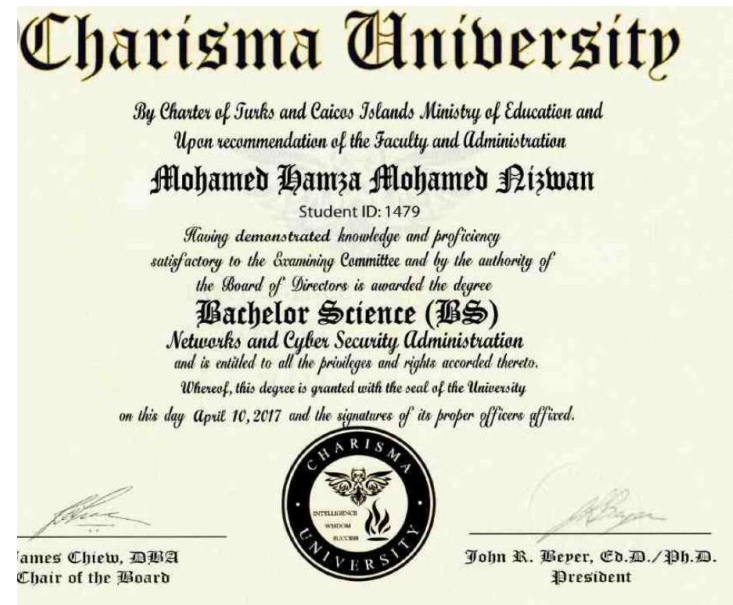 Charisma University
By Charter of Turks and Caicos Islands Ministry of Education and
Upon recommendation of the Faculty and Administration
Mohamed Hamza Mohamed Nizwan
Student ID: 1479
Having demonstrated knowledge and proficiency
satisfactory to the Examining Committee and by the authority of
the Board of Directors is awarded the degree
Bachelor Science (BS)
Networks and Cyber Security Administration
and is entitled to all the privileges and rights accorded thereto.
Whereof, this degree is granted with the seal of the University
on this day April 10, 2017 and the signatures of its proper officers affixed.
CHARISMA
INTELLIGENCE
WISDOM
SUCCESS
UNIVERSITY
ames Chiew, DBA
Chair of the Board
John R. Beyer, Ed.D./Ph.D.
President